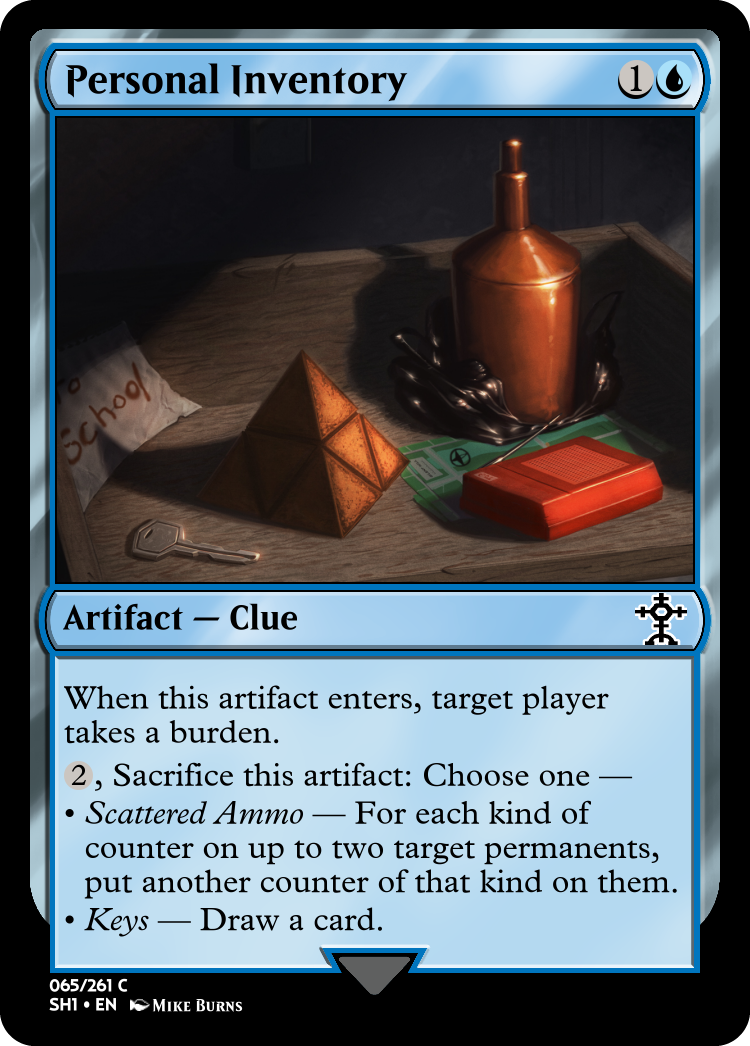 Personal Inventory
1
To
School
Artifact — Clue
When this artifact enters, target player
takes a burden.
2, Sacrifice this artifact: Choose one —
• Scattered Ammo — For each kind of
counter on up to two target permanents,
put another counter of that kind on them.
• Keys — Draw a card.
065/261 C
SH1 • EN MIKE BURNS